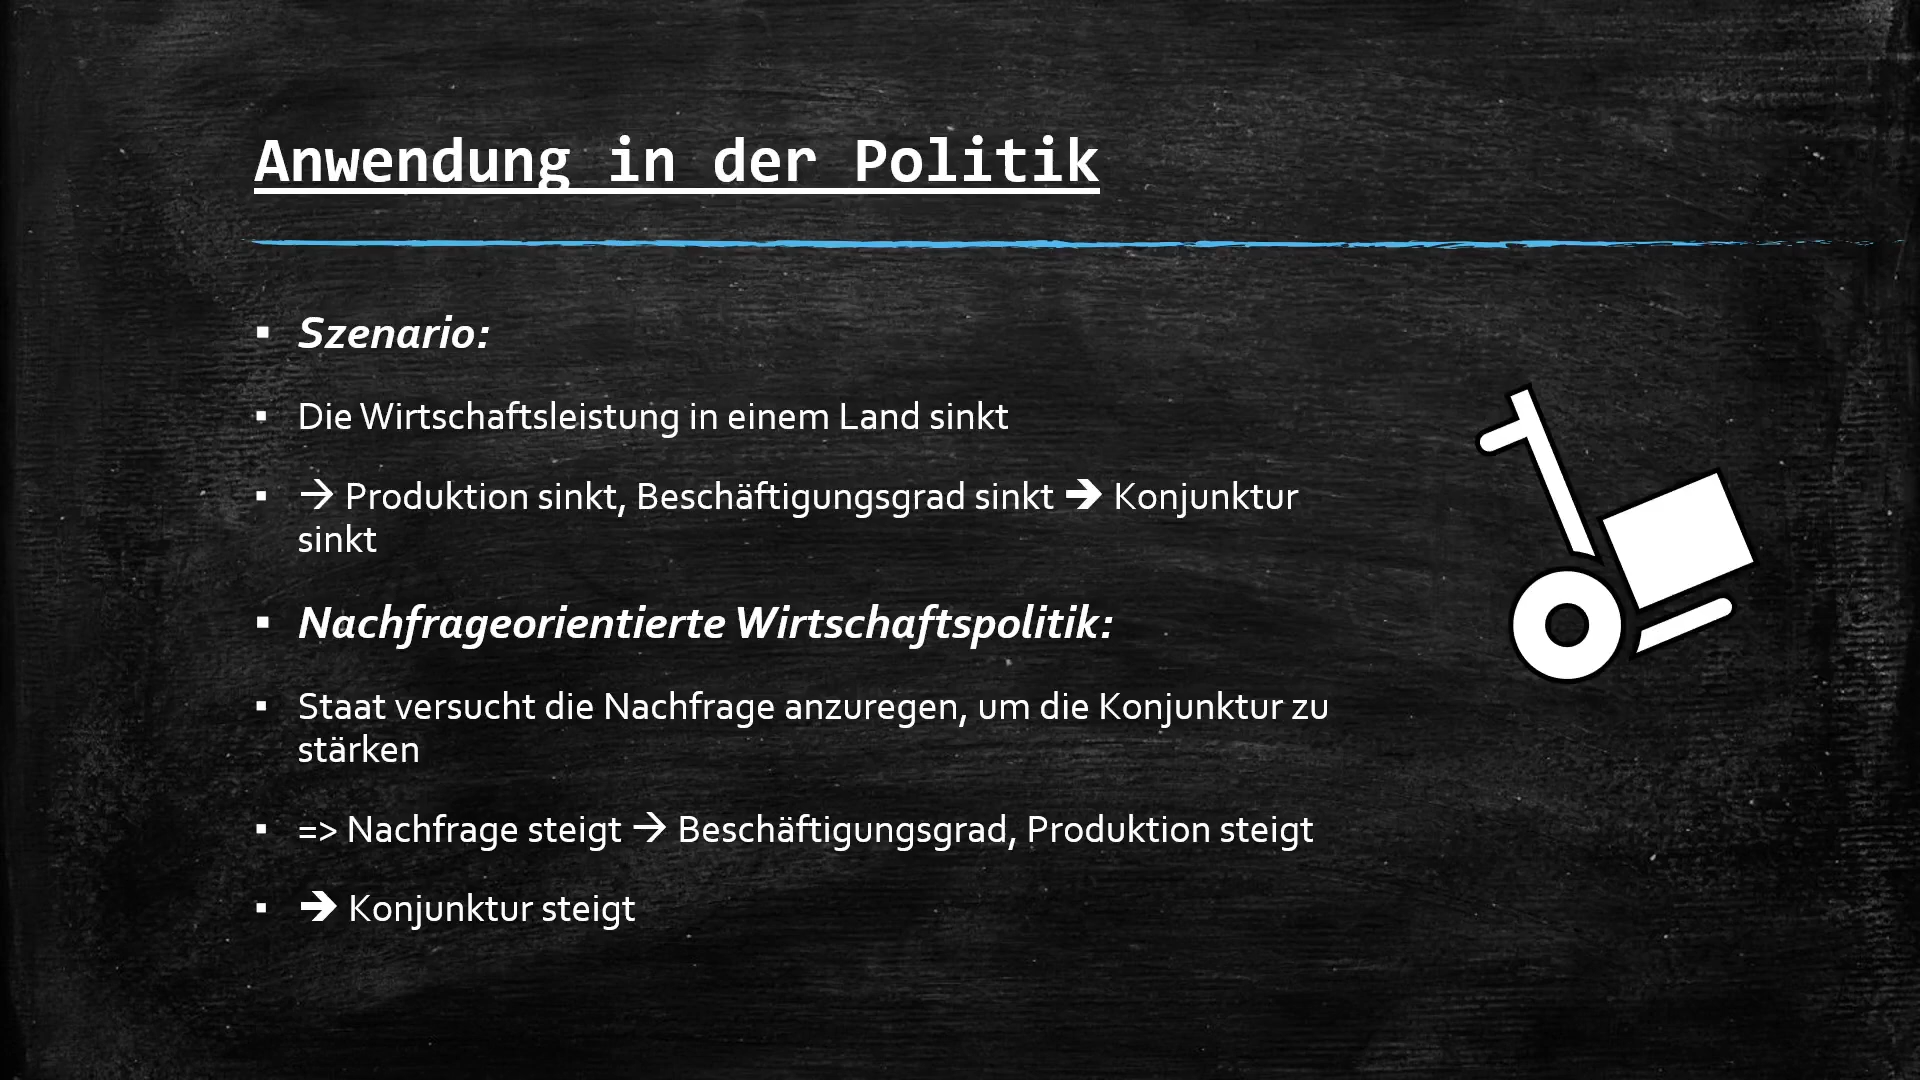 Anwendung in der Politik
▪ Szenario:
▪ Die Wirtschaftsleistung in einem Land sinkt
▪ → Produktion sinkt, Beschäftigungsgrad sinkt 🡺 Konjunktur
sinkt
▪ Nachfrageorientierte Wirtschaftspolitik:
▪ Staat versucht die Nachfrage anzuregen, um die Konjunktur zu
stärken
▪ => Nachfrage steigt → Beschäftigungsgrad, Produktion steigt
▪ 🡺 Konjunktur steigt